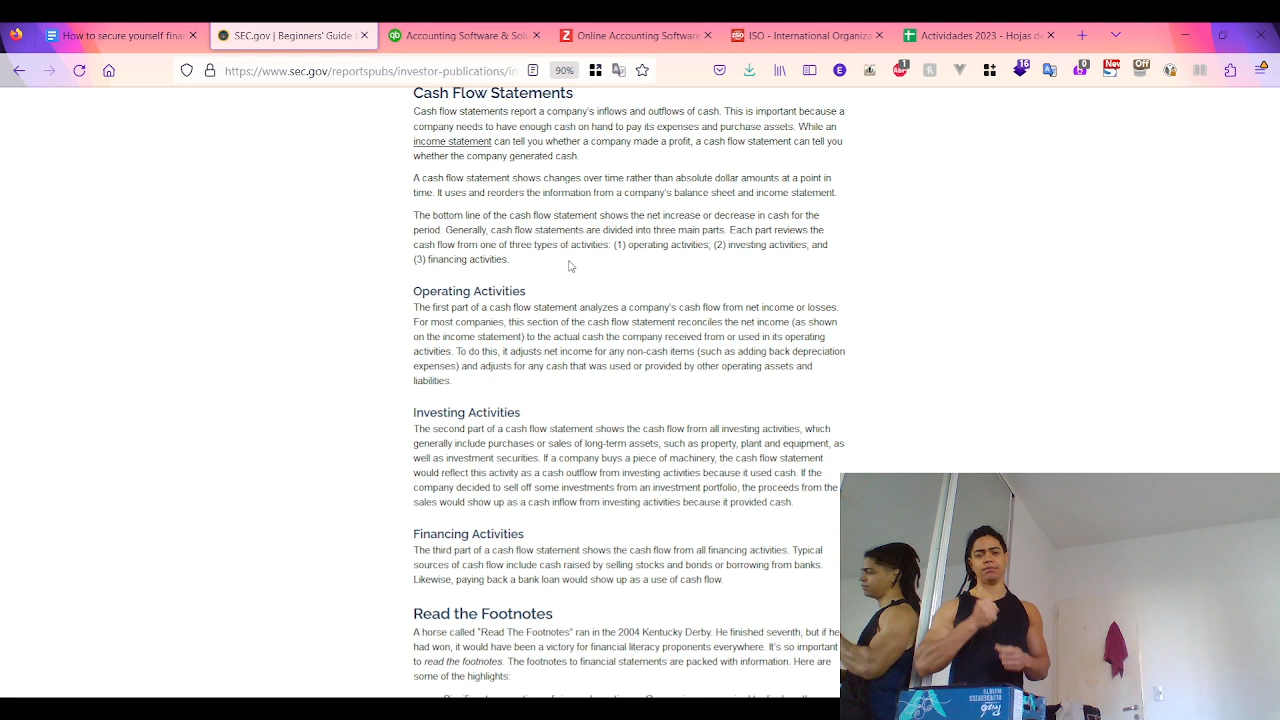 How to secure yourself finan
SEC.gov | Beginners' Guide t
Accounting Software & Solu
Online Accounting Software
ISO - International Organiza
Actividades 2023 - Hojas de
https://www.sec.gov/reportspubs/investor-publications/in
90%
1
16
0
New
Off
Cash Flow Statements
Cash flow statements report a company's inflows and outflows of cash. This is important because a
company needs to have enough cash on hand to pay its expenses and purchase assets. While an
income statement can tell you whether a company made a profit, a cash flow statement can tell you
whether the company generated cash.
A cash flow statement shows changes over time rather than absolute dollar amounts at a point in
time. It uses and reorders the information from a company's balance sheet and income statement.
The bottom line of the cash flow statement shows the net increase or decrease in cash for the
period. Generally, cash flow statements are divided into three main parts. Each part reviews the
cash flow from one of three types of activities: (1) operating activities; (2) investing activities; and
(3) financing activities.
Operating Activities
The first part of a cash flow statement analyzes a company's cash flow from net income or losses.
For most companies, this section of the cash flow statement reconciles the net income (as shown
on the income statement) to the actual cash the company received from or used in its operating
activities. To do this, it adjusts net income for any non-cash items (such as adding back depreciation
expenses) and adjusts for any cash that was used or provided by other operating assets and
liabilities.
Investing Activities
The second part of a cash flow statement shows the cash flow from all investing activities, which
generally include purchases or sales of long-term assets, such as property, plant and equipment, as
well as investment securities. If a company buys a piece of machinery, the cash flow statement
would reflect this activity as a cash outflow from investing activities because it used cash. If the
company decided to sell off some investments from an investment portfolio, the proceeds from the
sales would show up as a cash inflow from investing activities because it provided cash.
Financing Activities
The third part of a cash flow statement shows the cash flow from all financing activities. Typical
sources of cash flow include cash raised by selling stocks and bonds or borrowing from banks.
Likewise, paying back a bank loan would show up as a use of cash flow.
Read the Footnotes
A horse called "Read The Footnotes" ran in the 2004 Kentucky Derby. He finished seventh, but if he
had won, it would have been a victory for financial literacy proponents everywhere. It's so important
to read the footnotes. The footnotes to financial statements are packed with information. Here are
some of the highlights: